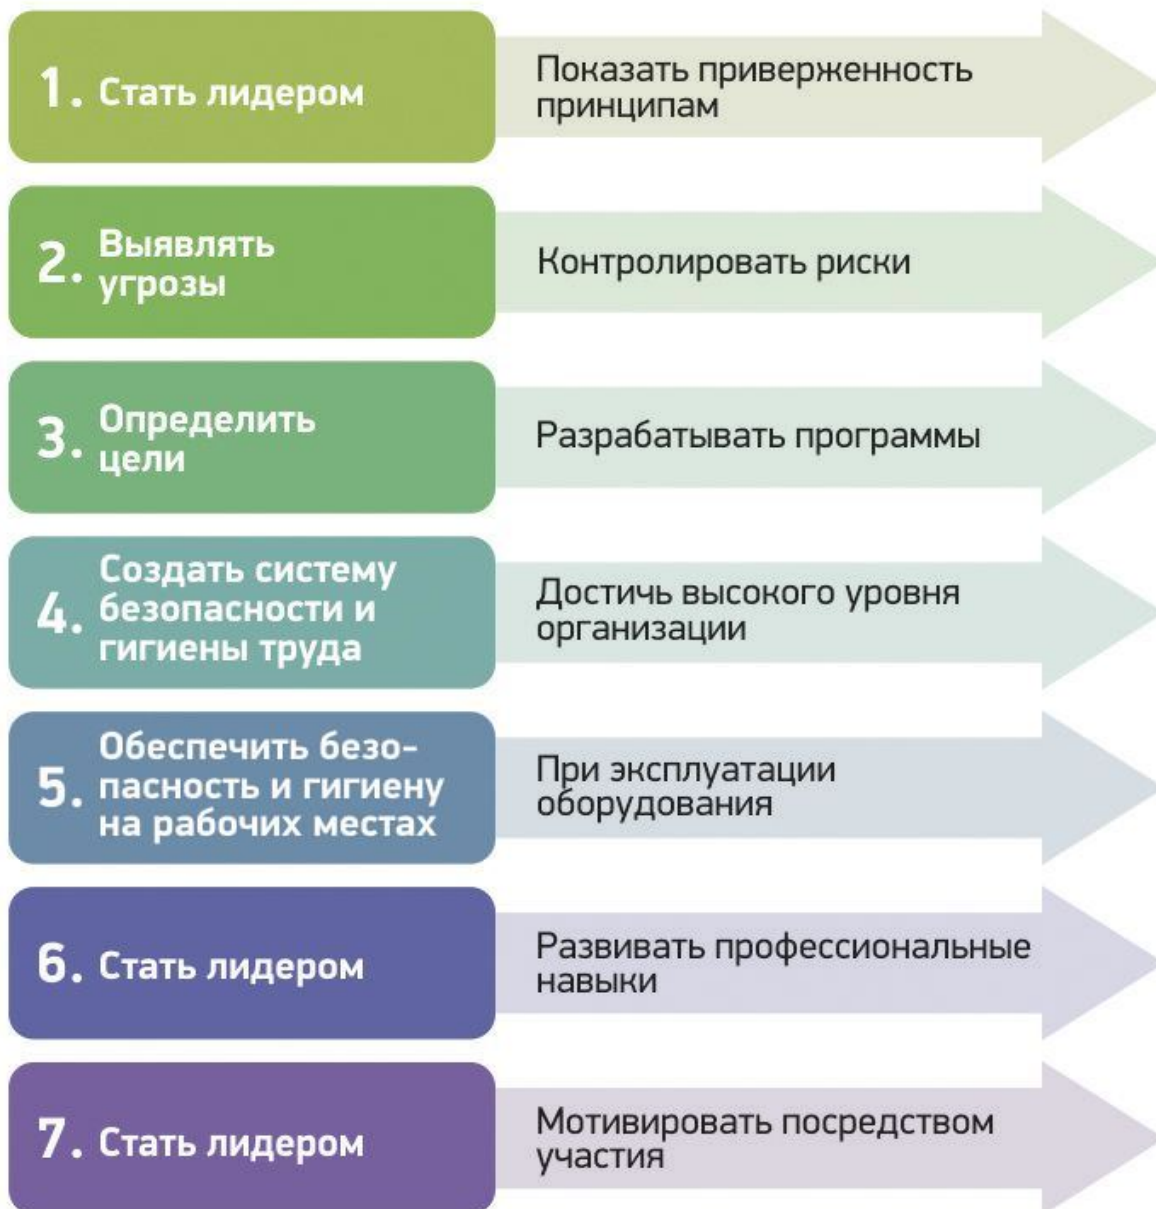 1. Стать лидером
Показать приверженность
принципам
2. Выявлять
угрозы
Контролировать риски
3. Определить
цели
Разрабатывать программы
4. Создать систему
безопасности и
гигиены труда
Достичь высокого уровня
организации
5. Обеспечить безо-
пасность и гигиену
на рабочих местах
При эксплуатации
оборудования
6. Стать лидером
Развивать профессиональные
навыки
7. Стать лидером
Мотивировать посредством
участия